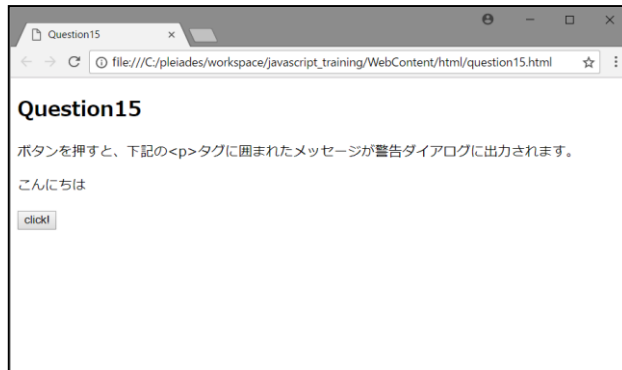 Question15
file:///C:/pleiades/workspace/javascript_training/WebContent/html/question15.html
Question15
ボタンを押すと、下記の<p>タグに囲まれたメッセージが警告ダイアログに出力されます。
こんにちは
click!